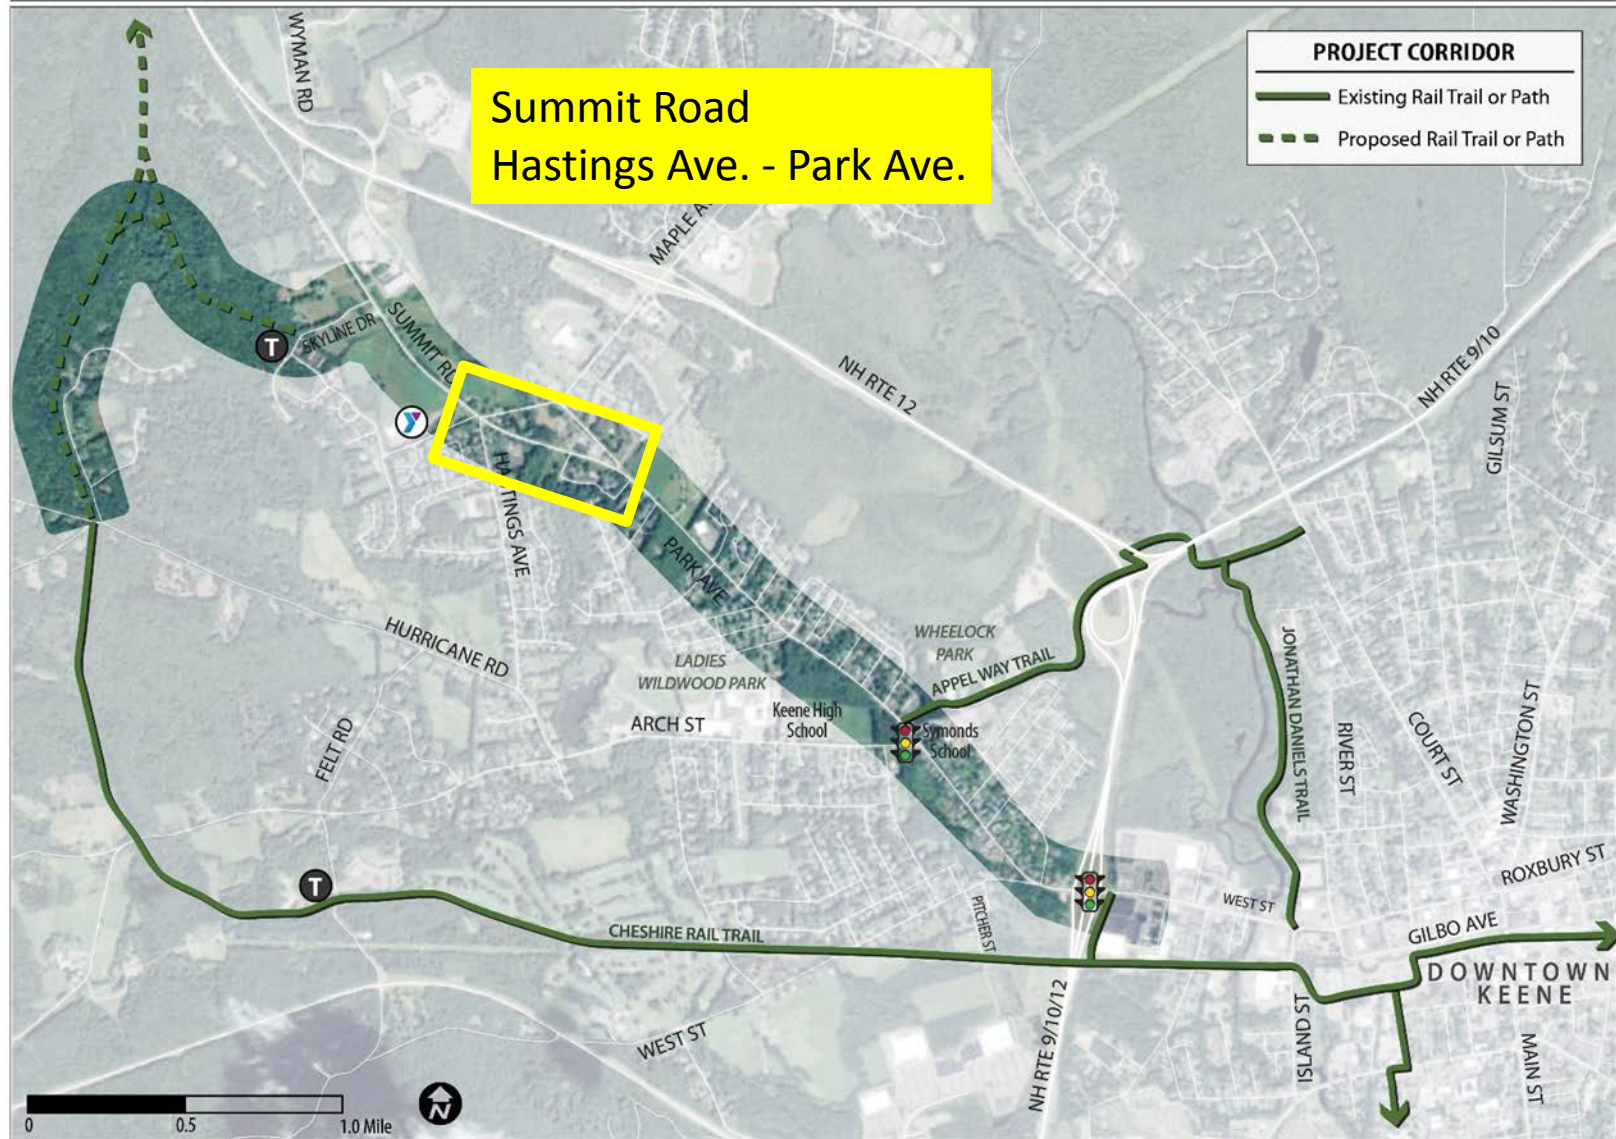 WYMAN RD
PROJECT CORRIDOR
Existing Rail Trail or Path
Proposed Rail Trail or Path
Summit Road
Hastings Ave. - Park Ave.
MAPLE A
SKYLINE DR
SUMMIT RD
T
NH RTE 12
NH RTE 9/10
GILSUM ST
HASTINGS AVE
PARK AVE
HURRICANE RD
LADIES
WILDWOOD PARK
WHEELOCK
PARK
APPEL WAY TRAIL
JONATHAN DANIELS TRAIL
ARCH ST
Keene High
School
Symonds
School
FELT RD
RIVER ST
COURT ST
WASHINGTON ST
ROXBURY ST
T
CHESHIRE RAIL TRAIL
PITCHER ST
WEST ST
GILBO AVE
DOWNTOWN
KEENE
WEST ST
NH RTE 9/10/12
ISLAND ST
MAIN ST
N
0 0.5 1.0 Mile